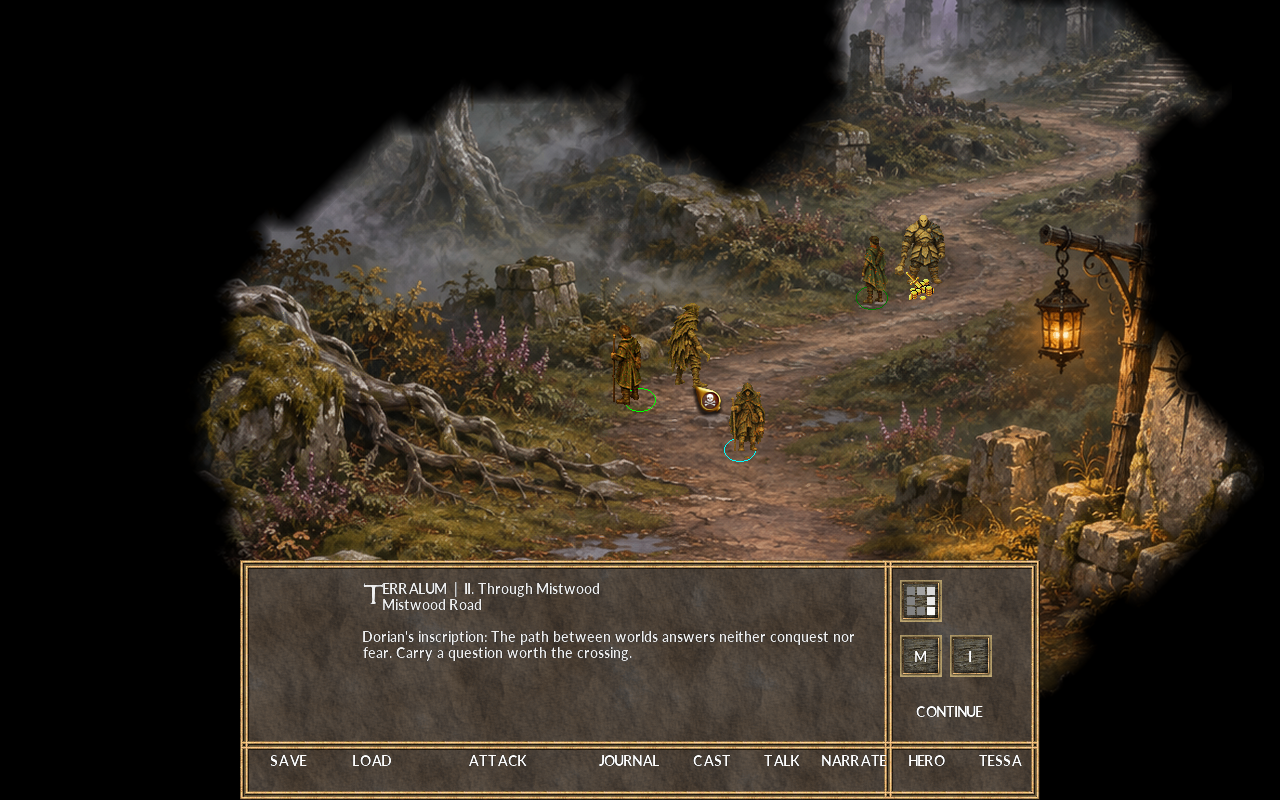 TERRALUM | II. Through Mistwood
Mistwood Road
Dorian's inscription: The path between worlds answers neither conquest nor
fear. Carry a question worth the crossing.
M I
CONTINUE
SAVE LOAD ATTACK JOURNAL CAST TALK NARRATE HERO TESSA